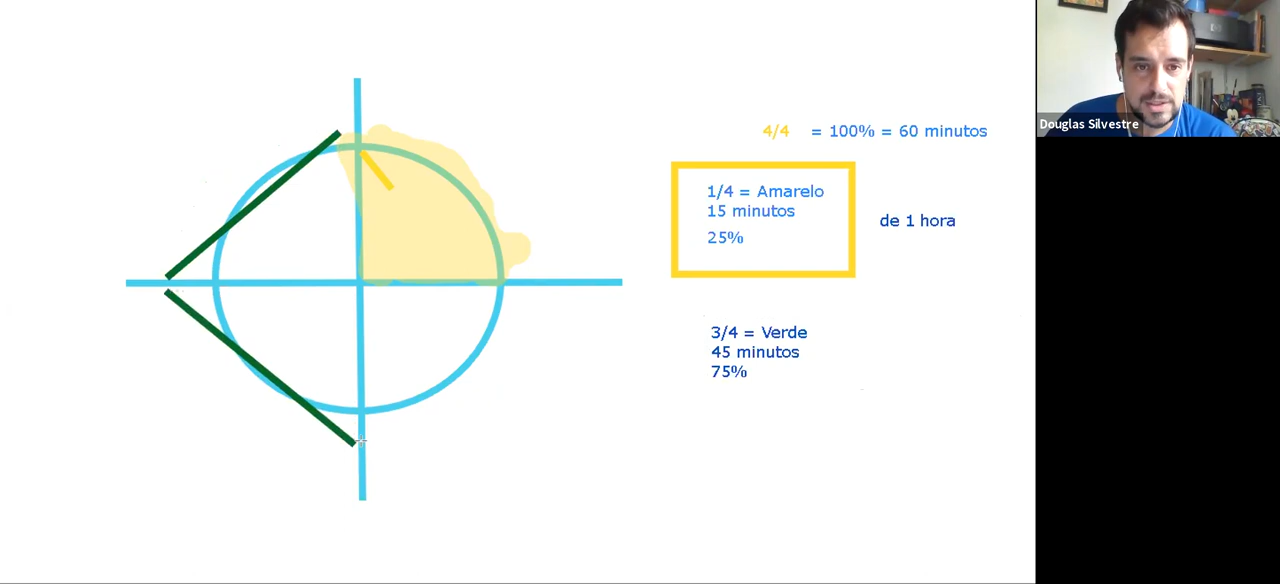 Douglas Silvestre
4/4 = 100% = 60 minutos
1/4 = Amarelo
15 minutos
25%
de 1 hora
3/4 = Verde
45 minutos
75%